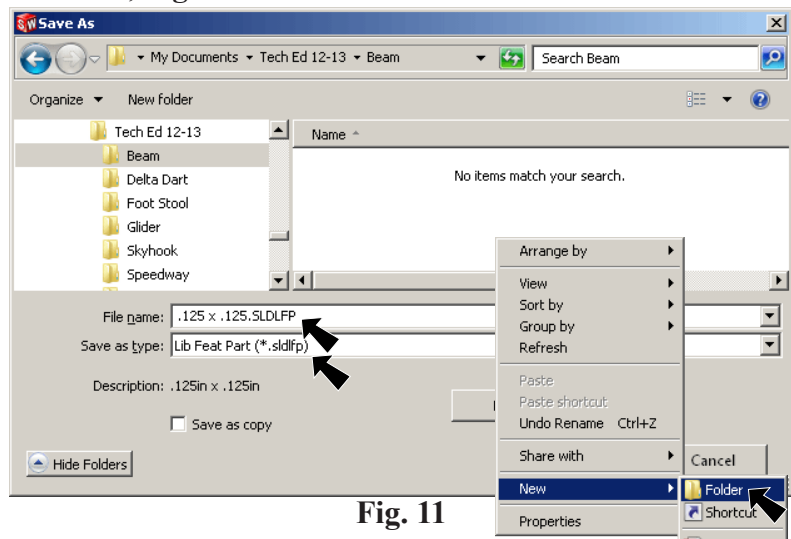 Save As
My Documents Tech Ed 12-13 Beam Search Beam
Organize New folder
Tech Ed 12-13 Name
Beam
No items match your search.
Delta Dart
Foot Stool
Glider
Skyhook
Speedway
File name: .125 x .125.SLDLFP
Save as type: Lib Feat Part (*.sldlfp)
Description: .125in x .125in
Save as copy
Hide Folders
Cancel
Arrange by
View
Sort by
Group by
Refresh
Paste
Paste shortcut
Undo Rename Ctrl+Z
Share with
New
Properties
Folder
Shortcut
Fig. 11